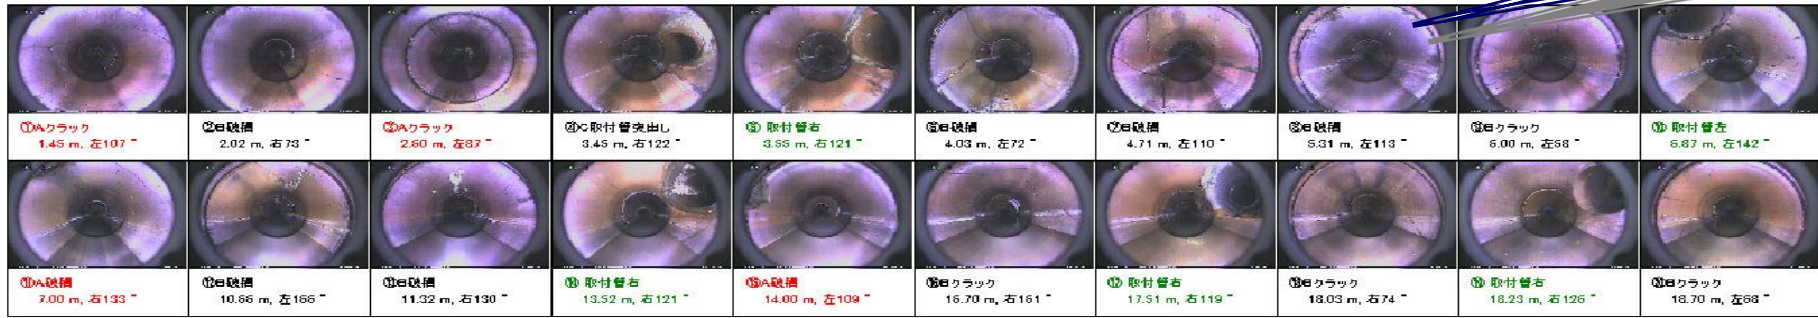 ①Aクラック
1.45 m, 左107 °
②B破損
2.02 m, 右73 °
③Aクラック
2.60 m, 左87 °
④C取付管突出し
3.45 m, 右122 °
⑤ 取付管右
3.55 m, 右121 °
⑥B破損
4.03 m, 左72 °
⑦B破損
4.71 m, 左110 °
⑧B破損
5.31 m, 左113 °
⑨Bクラック
6.00 m, 左58 °
⑩ 取付管左
6.87 m, 左142 °
⑪A破損
7.00 m, 右133 °
⑫B破損
10.66 m, 左166 °
⑬B破損
11.32 m, 右130 °
⑭ 取付管右
13.52 m, 右121 °
⑮A破損
14.00 m, 左109 °
⑯Bクラック
15.70 m, 右161 °
⑰ 取付管右
17.51 m, 右119 °
⑱Bクラック
18.03 m, 右74 °
⑲ 取付管右
18.23 m, 右126 °
⑳Bクラック
18.70 m, 左68 °